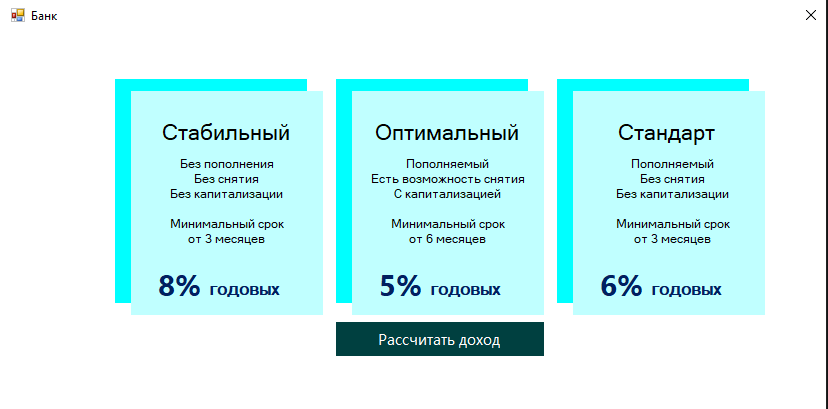 Банк
Стабильный
Без пополнения
Без снятия
Без капитализации
Минимальный срок
от 3 месяцев
8% годовых
Оптимальный
Пополняемый
Есть возможность снятия
С капитализацией
Минимальный срок
от 6 месяцев
5% годовых
Стандарт
Пополняемый
Без снятия
Без капитализации
Минимальный срок
от 3 месяцев
6% годовых
Рассчитать доход